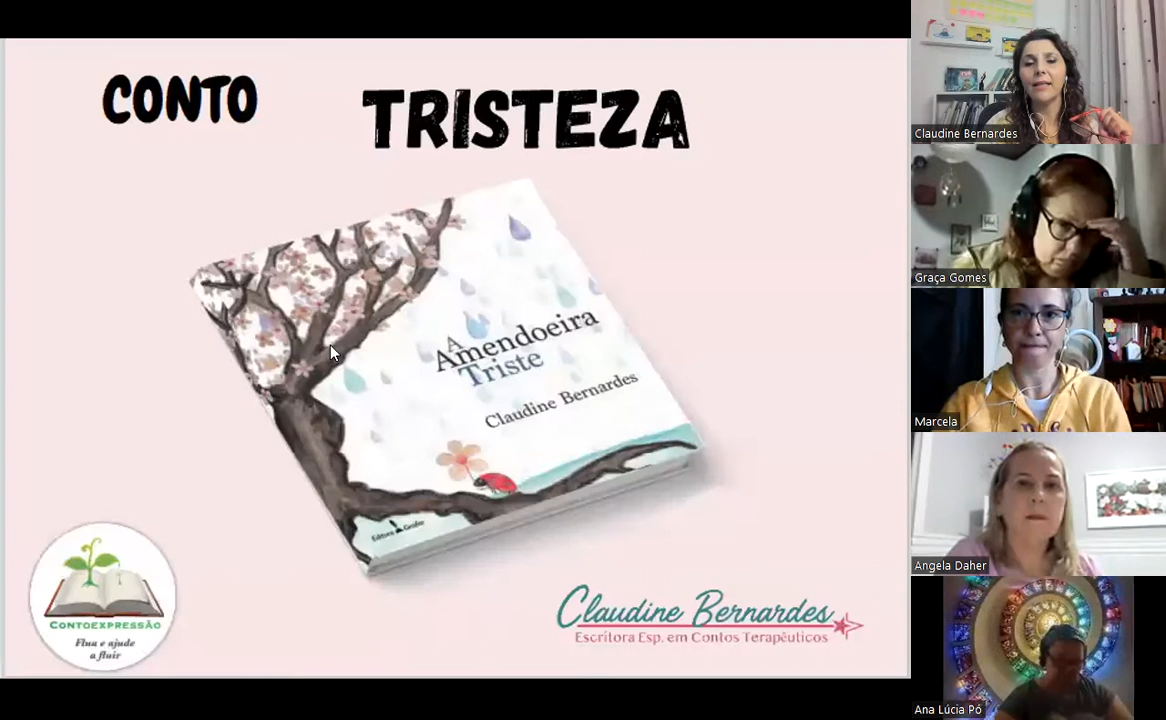 CONTO
TRISTEZA
A
Amendoeira
Triste
Claudine Bernardes
Editora Grafar
CONTOEXPRESSÃO
Flua e ajude
a fluir
Claudine Bernardes
Escritora Esp. em Contos Terapêuticos
Claudine Bernardes
Graça Gomes
Marcela
Angela Daher
Ana Lúcia Pó